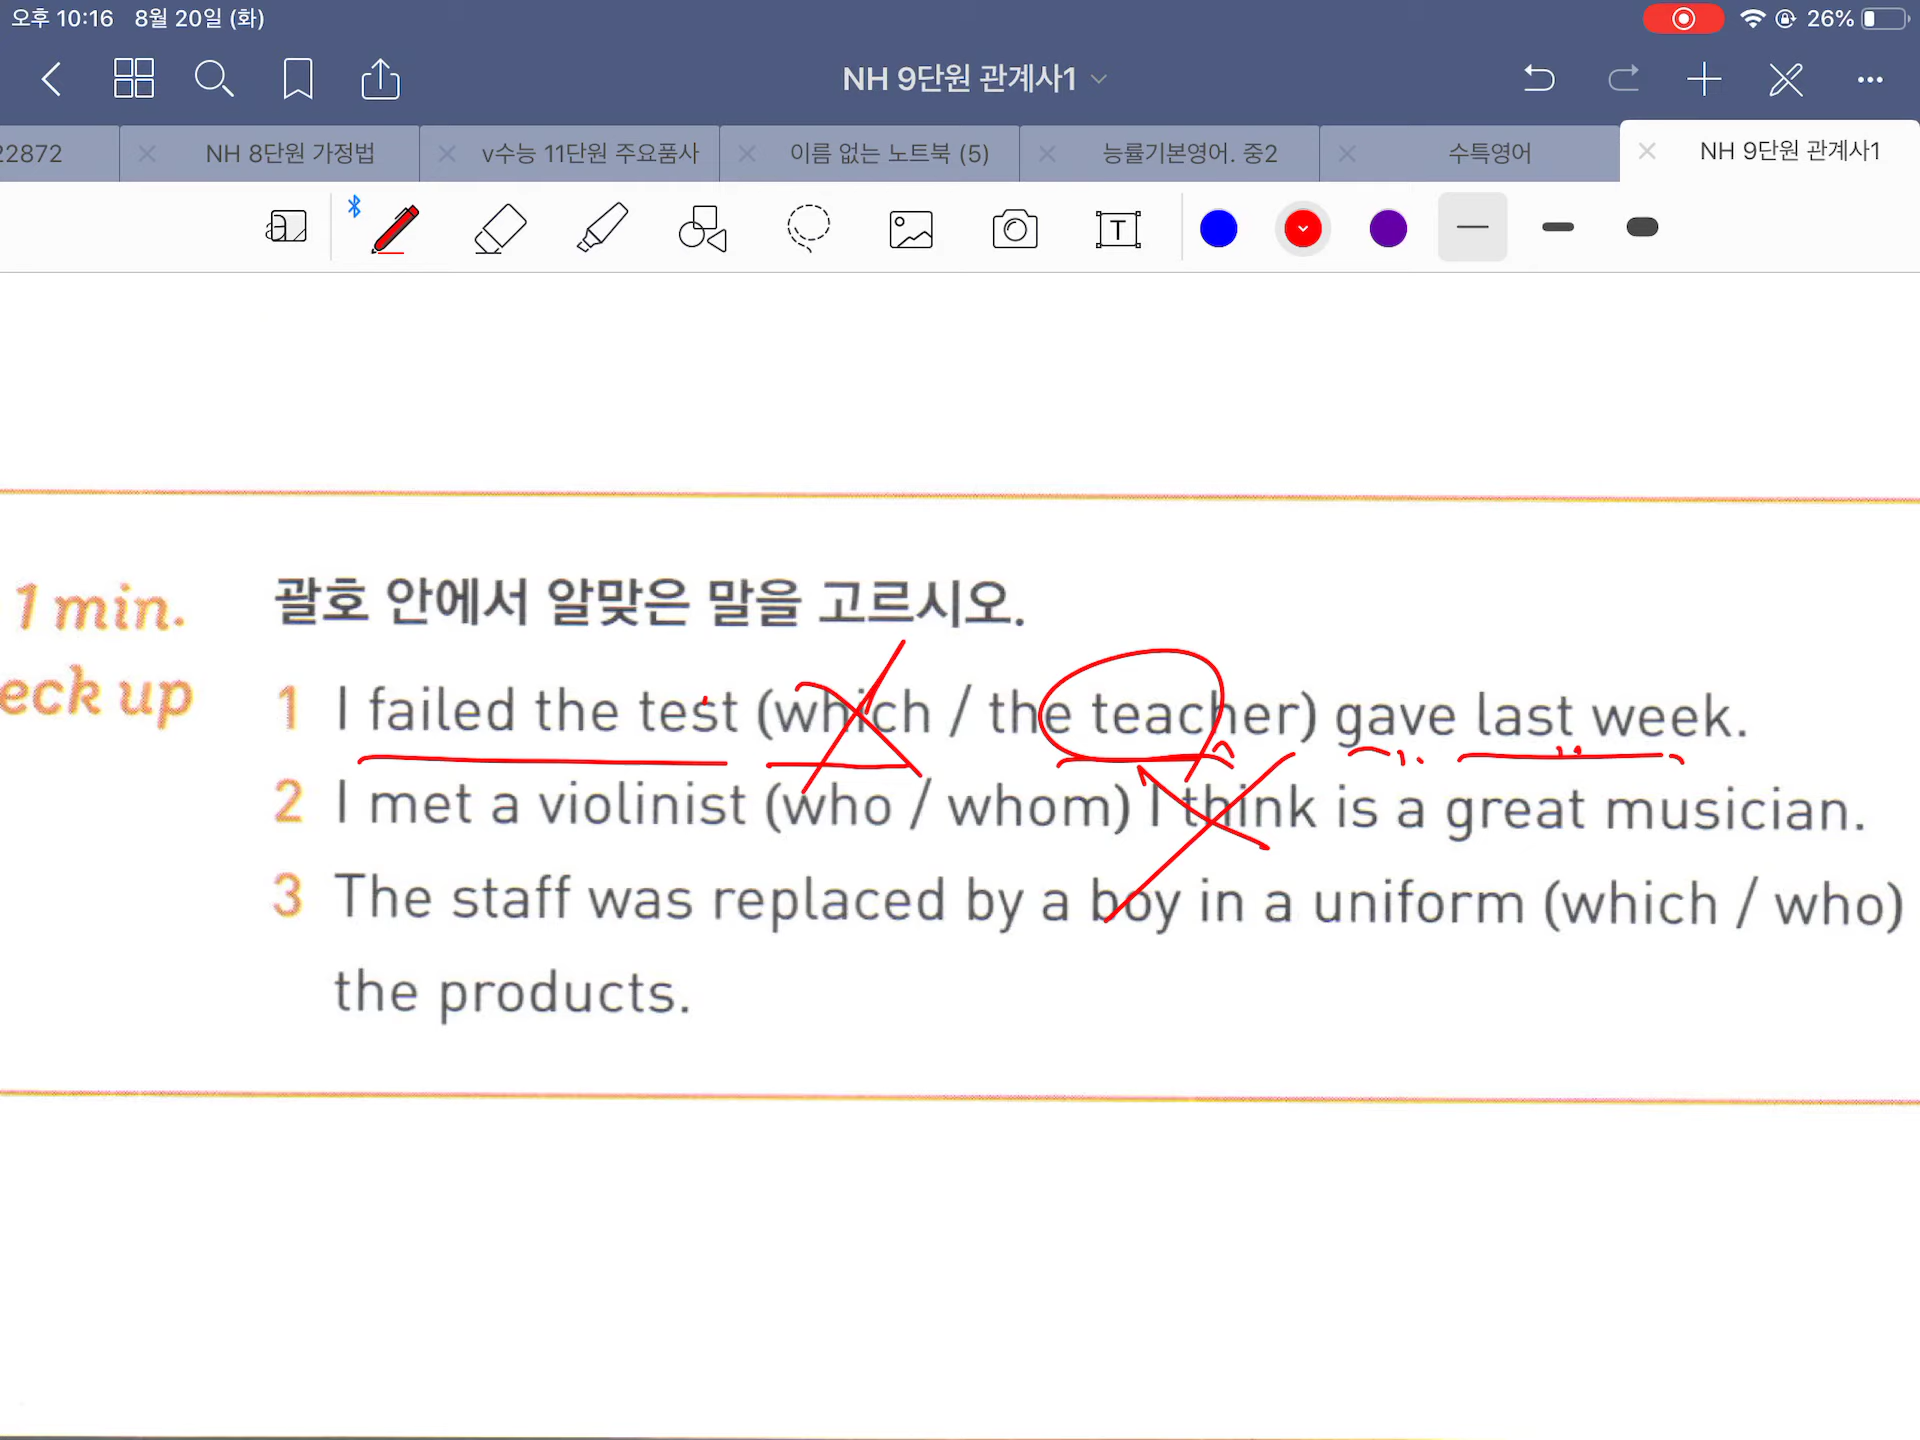 오후 10:16 8월 20일 (화) 26%
NH 9단원 관계사1
22872 NH 8단원 가정법 v수능 11단원 주요품사 이름 없는 노트북 (5) 능률기본영어. 중2 수특영어 NH 9단원 관계사1
1 min. 괄호 안에서 알맞은 말을 고르시오.
eck up 1 I failed the test (which / the teacher) gave last week.
2 I met a violinist (who / whom) I think is a great musician.
3 The staff was replaced by a boy in a uniform (which / who)
the products.